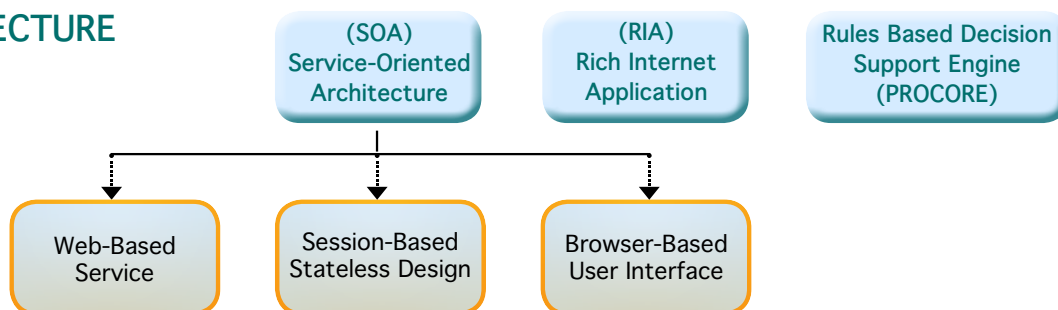 ECTURE
(SOA)
Service-Oriented
Architecture
(RIA)
Rich Internet
Application
Rules Based Decision
Support Engine
(PROCORE)
Web-Based
Service
Session-Based
Stateless Design
Browser-Based
User Interface